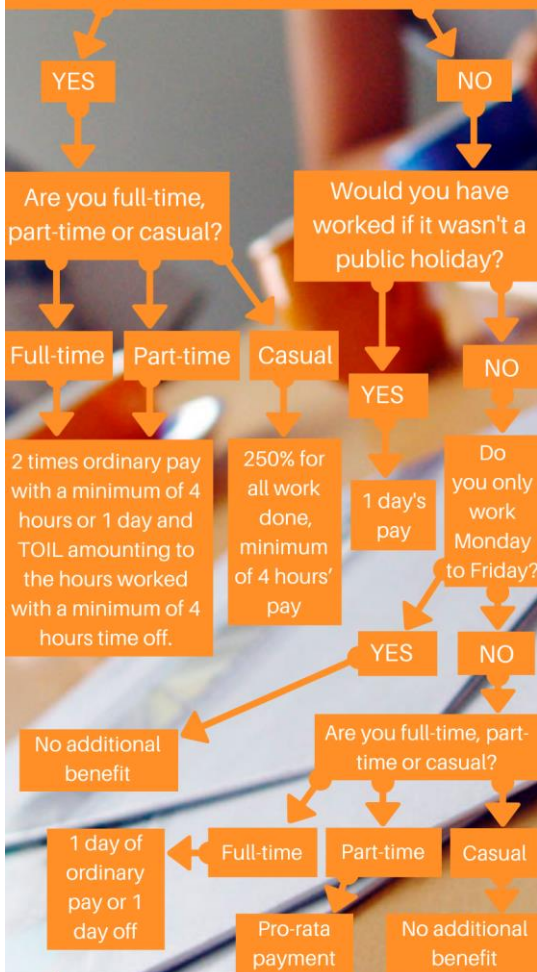 YES
NO
Are you full-time,
part-time or casual?
Would you have
worked if it wasn't a
public holiday?
Full-time
Part-time
Casual
YES
NO
2 times ordinary pay
with a minimum of 4
hours or 1 day and
TOIL amounting to
the hours worked
with a minimum of 4
hours time off.
250% for
all work
done,
minimum
of 4 hours’
pay
1 day's
pay
Do
you only
work
Monday
to Friday?
YES
NO
No additional
benefit
Are you full-time, part-
time or casual?
Full-time
Part-time
Casual
1 day of
ordinary
pay or 1
day off
Pro-rata
payment
No additional
benefit